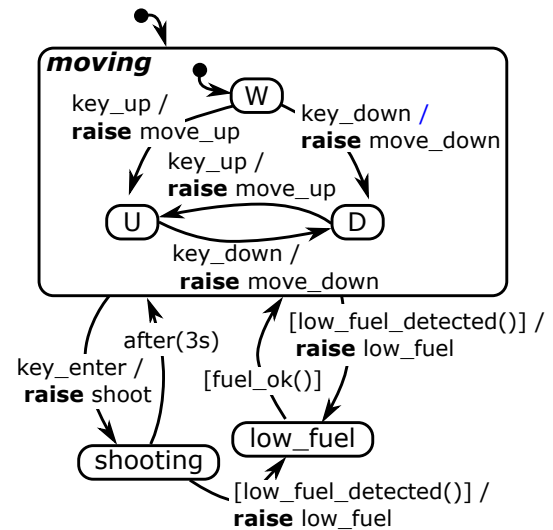 moving
W
key_up /
raise move_up
key_down /
raise move_down
key_up /
raise move_up
U
D
key_down /
raise move_down
[low_fuel_detected()] /
raise low_fuel
after(3s)
key_enter /
raise shoot
[fuel_ok()]
low_fuel
shooting
[low_fuel_detected()] /
raise low_fuel